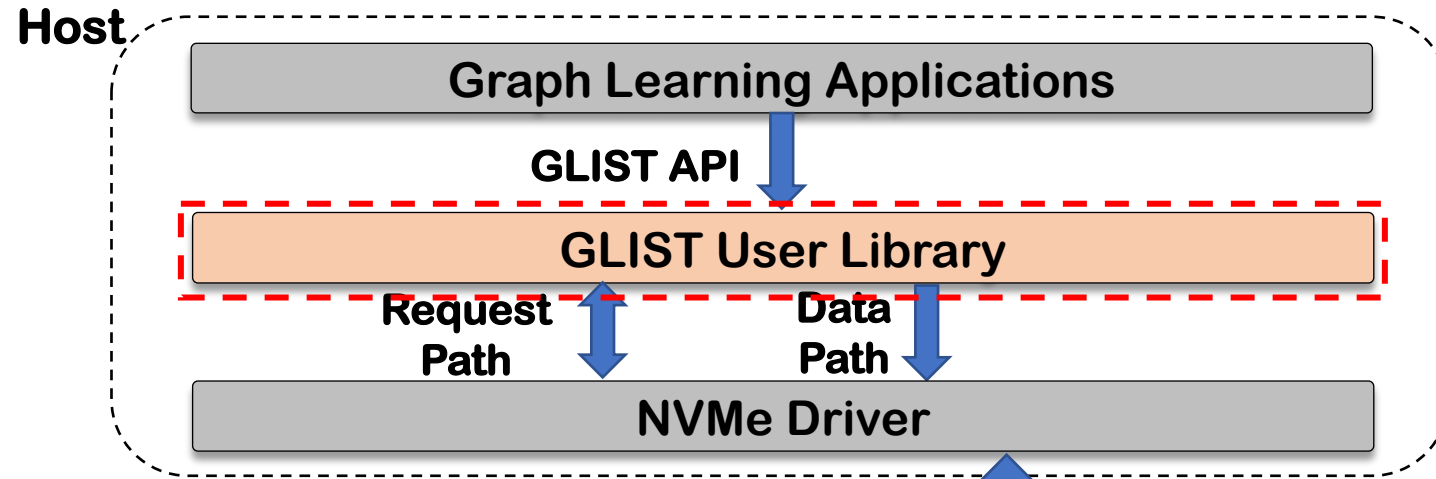 Host
Graph Learning Applications
GLIST API
GLIST User Library
Request
Path
Data
Path
NVMe Driver